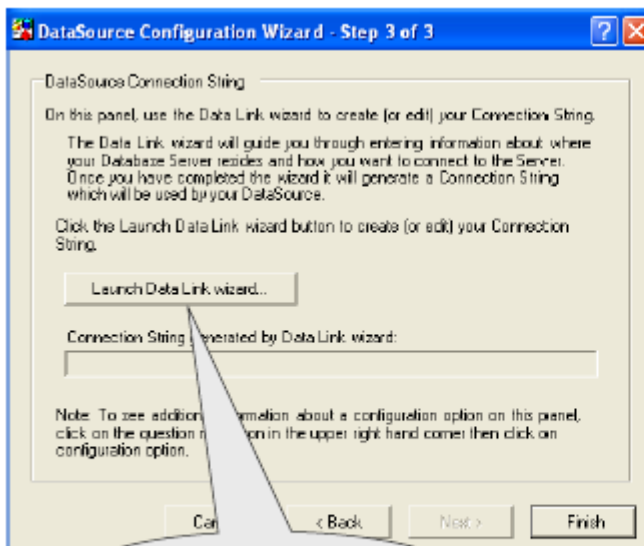 DataSource Configuration Wizard - Step 3 of 3
DataSource Connection String
On this panel, use the Data Link wizard to create (or edit) your Connection String.
The Data Link wizard will guide you through entering information about where
your Database Server resides and how you want to connect to the Server.
Once you have completed the wizard it will generate a Connection String
which will be used by your DataSource.
Click the Launch Data Link wizard button to create (or edit) your Connection
String.
Launch Data Link wizard...
Connection String generated by Data Link wizard:
Note: To see additional information about a configuration option on this panel,
click on the question in the upper right hand corner then click on
configuration option.
< Back
Next >
Finish